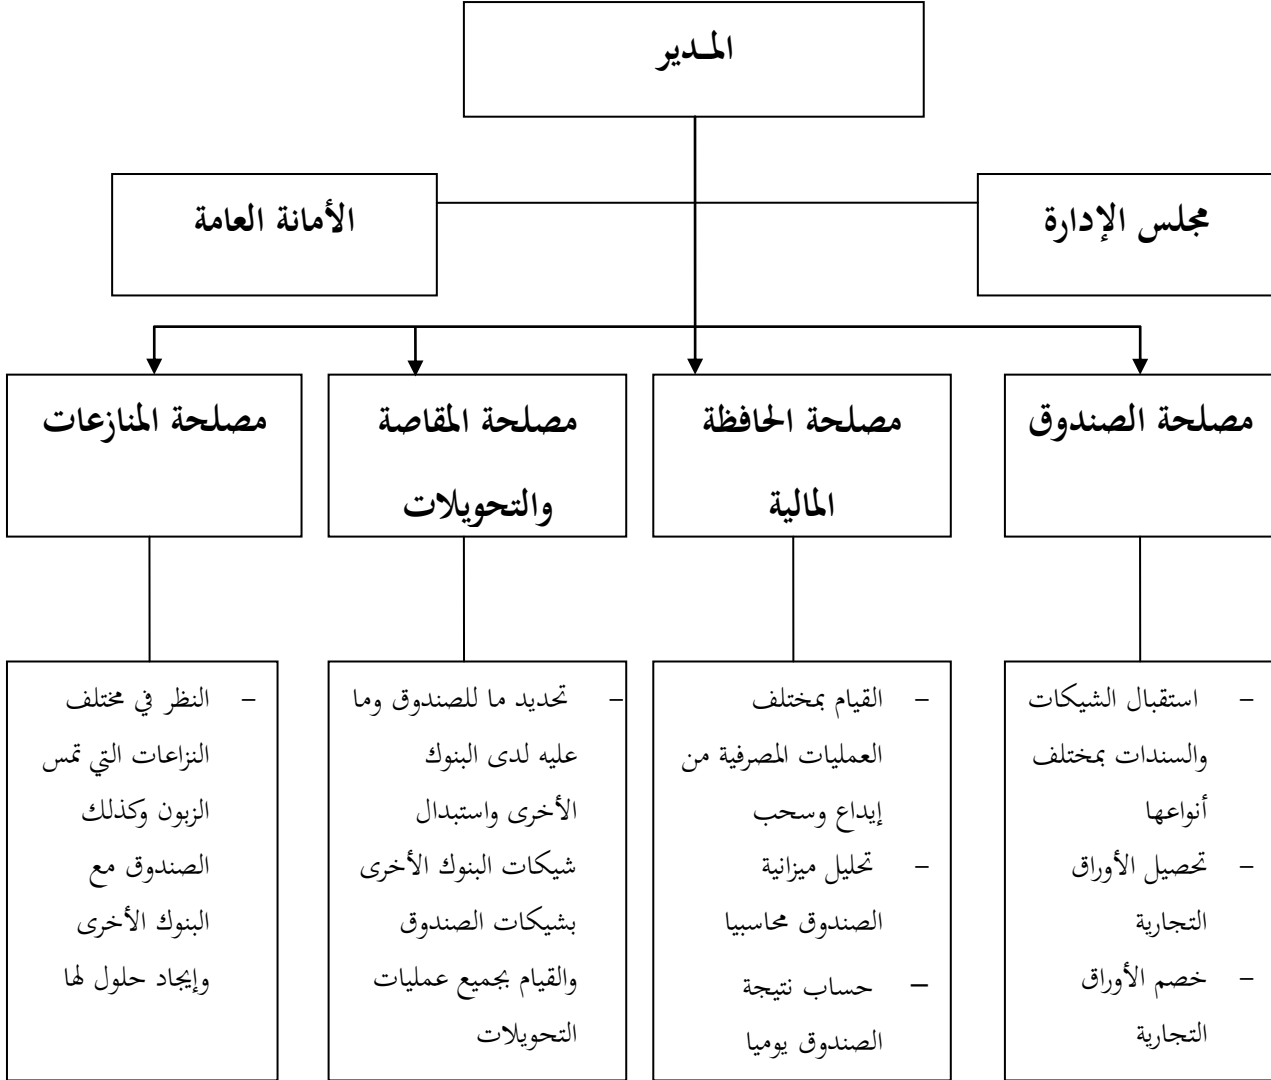 المـدير
مجلس الإدارة
الأمانة العامة
مصلحة الصندوق
مصلحة الحافظة
المالية
مصلحة المقاصة
والتحويلات
مصلحة المنازعات
– استقبال الشيكات
والسندات بمختلف
أنواعها
– تحصيل الأوراق
التجارية
– خصم الأوراق
التجارية
– القيام بمختلف
العمليات المصرفية من
إيداع وسحب
– تحليل ميزانية
الصندوق محاسبيا
– حساب نتيجة
الصندوق يوميا
– تحديد ما للصندوق وما
عليه لدى البنوك
الأخرى واستبدال
شيكات البنوك الأخرى
بشيكات الصندوق
والقيام بجميع عمليات
التحويلات
– النظر في مختلف
النزاعات التي تمس
الزبون وكذلك
الصندوق مع
البنوك الأخرى
وإيجاد حلول لها